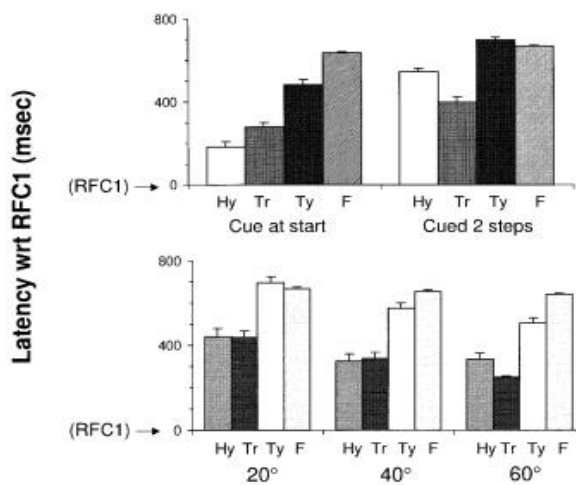 Latency wrt RFC1 (msec)
800
400
(RFC1)
0
Hy Tr Ty F Hy Tr Ty F
Cue at start Cued 2 steps
800
400
(RFC1)
0
Hy Tr Ty F Hy Tr Ty F Hy Tr Ty F
20° 40° 60°